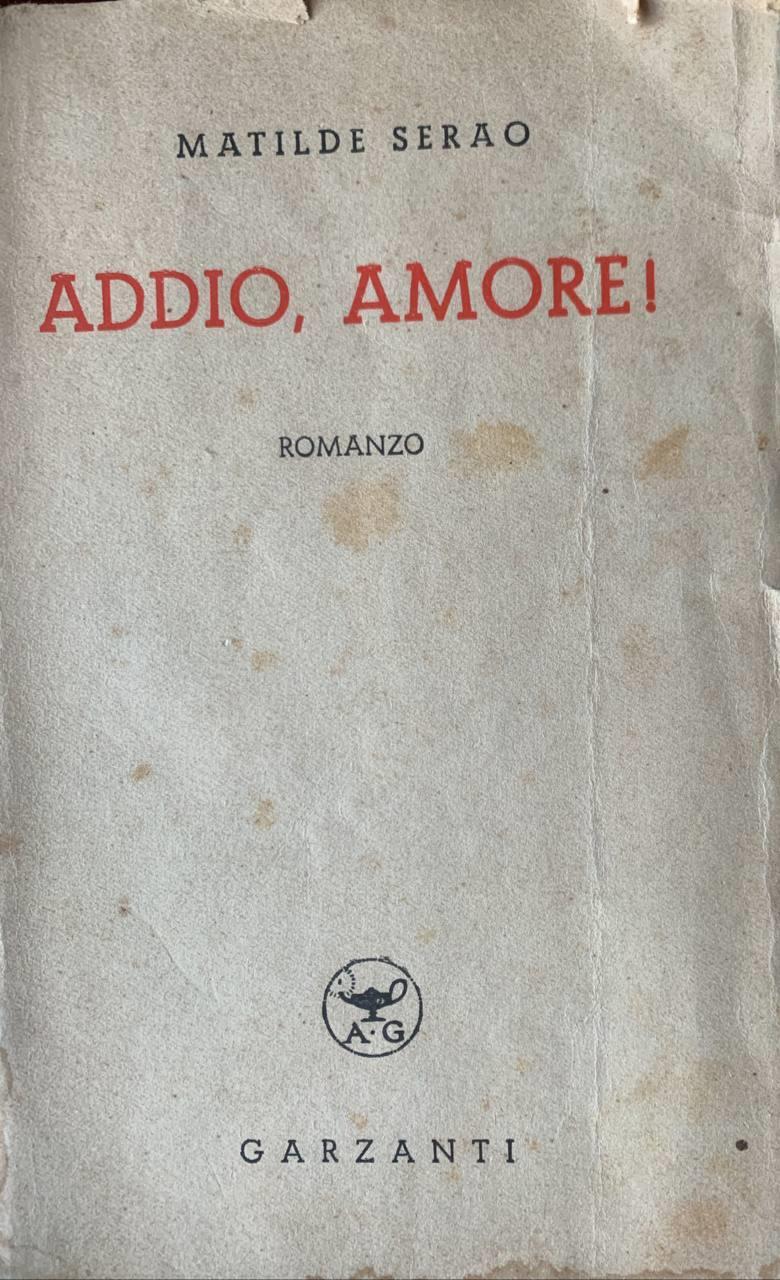 MATILDE SERAO
ADDIO, AMORE!
ROMANZO
A·G
GARZANTI